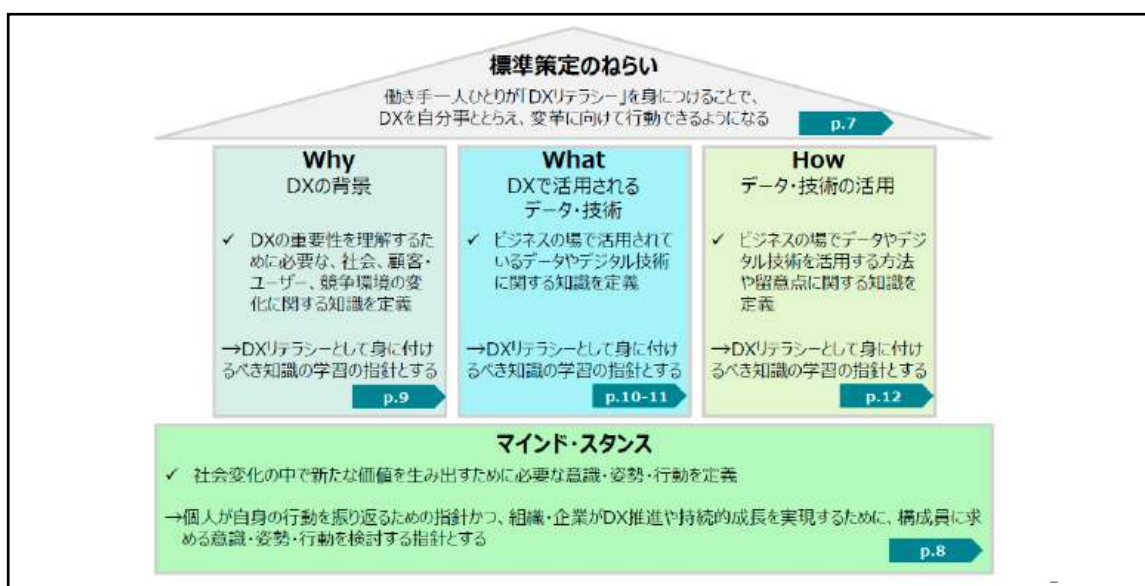 標準策定のねらい
働き手一人ひとりが「DXリテラシー」を身につけることで、
DXを自分事ととらえ、変革に向けて行動できるようになる
p.7
Why
DXの背景
✓ DXの重要性を理解するた
めに必要な、社会、顧客・
ユーザー、競争環境の変
化に関する知識を定義
→DXリテラシーとして身に付け
るべき知識の学習の指針とする
p.9
What
DXで活用される
データ・技術
✓ ビジネスの場で活用されて
いるデータやデジタル技術
に関する知識を定義
→DXリテラシーとして身に付け
るべき知識の学習の指針とする
p.10-11
How
データ・技術の活用
✓ ビジネスの場でデータやデジ
タル技術を活用する方法
や留意点に関する知識を
定義
→DXリテラシーとして身に付け
るべき知識の学習の指針とする
p.12
マインド・スタンス
✓ 社会変化の中で新たな価値を生み出すために必要な意識・姿勢・行動を定義
→個人が自身の行動を振り返るための指針かつ、組織・企業がDX推進や持続的成長を実現するために、構成員に求
める意識・姿勢・行動を検討する指針とする
p.8